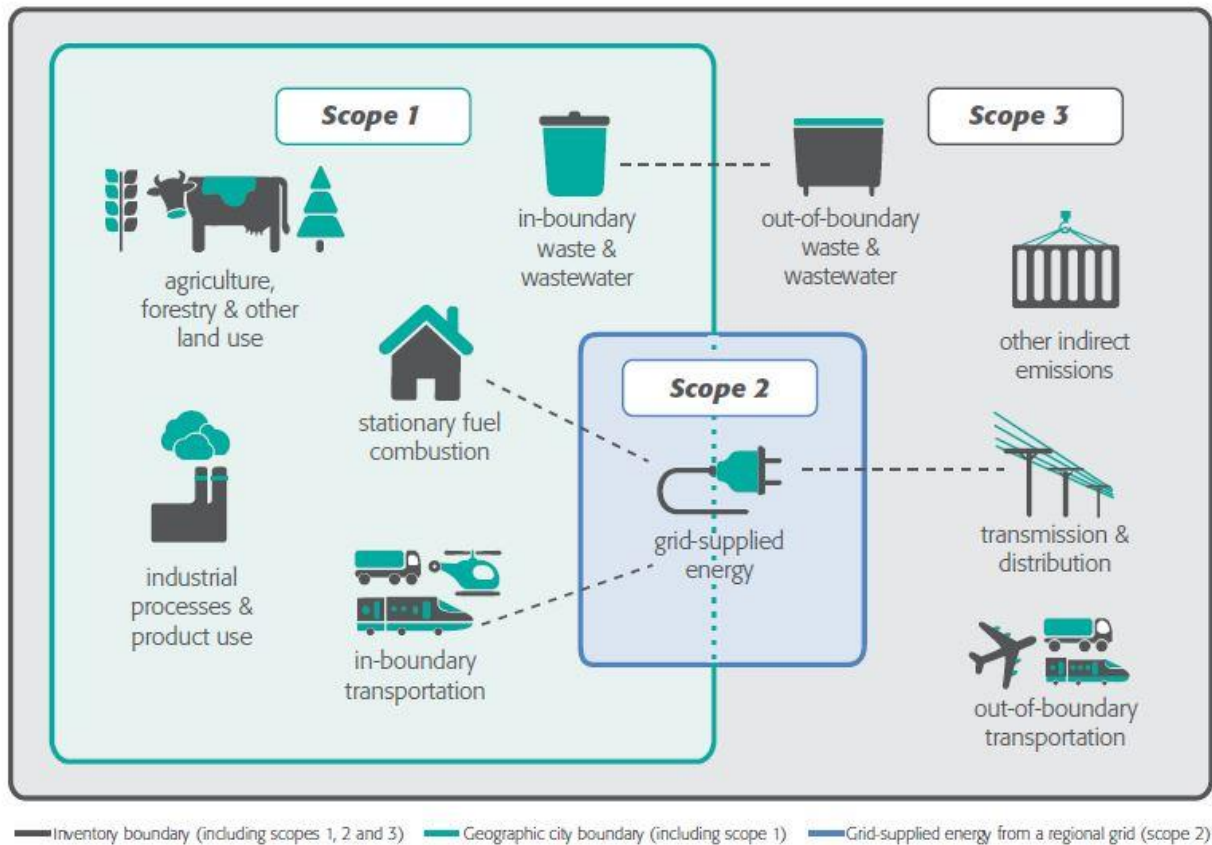 Scope 1
Scope 3
in-boundary
waste &
wastewater
out-of-boundary
waste &
wastewater
agriculture,
forestry & other
land use
other indirect
emissions
Scope 2
stationary fuel
combustion
grid-supplied
energy
transmission &
distribution
industrial
processes &
product use
in-boundary
transportation
out-of-boundary
transportation
Inventory boundary (including scopes 1, 2 and 3)
Geographic city boundary (including scope 1)
Grid-supplied energy from a regional grid (scope 2)